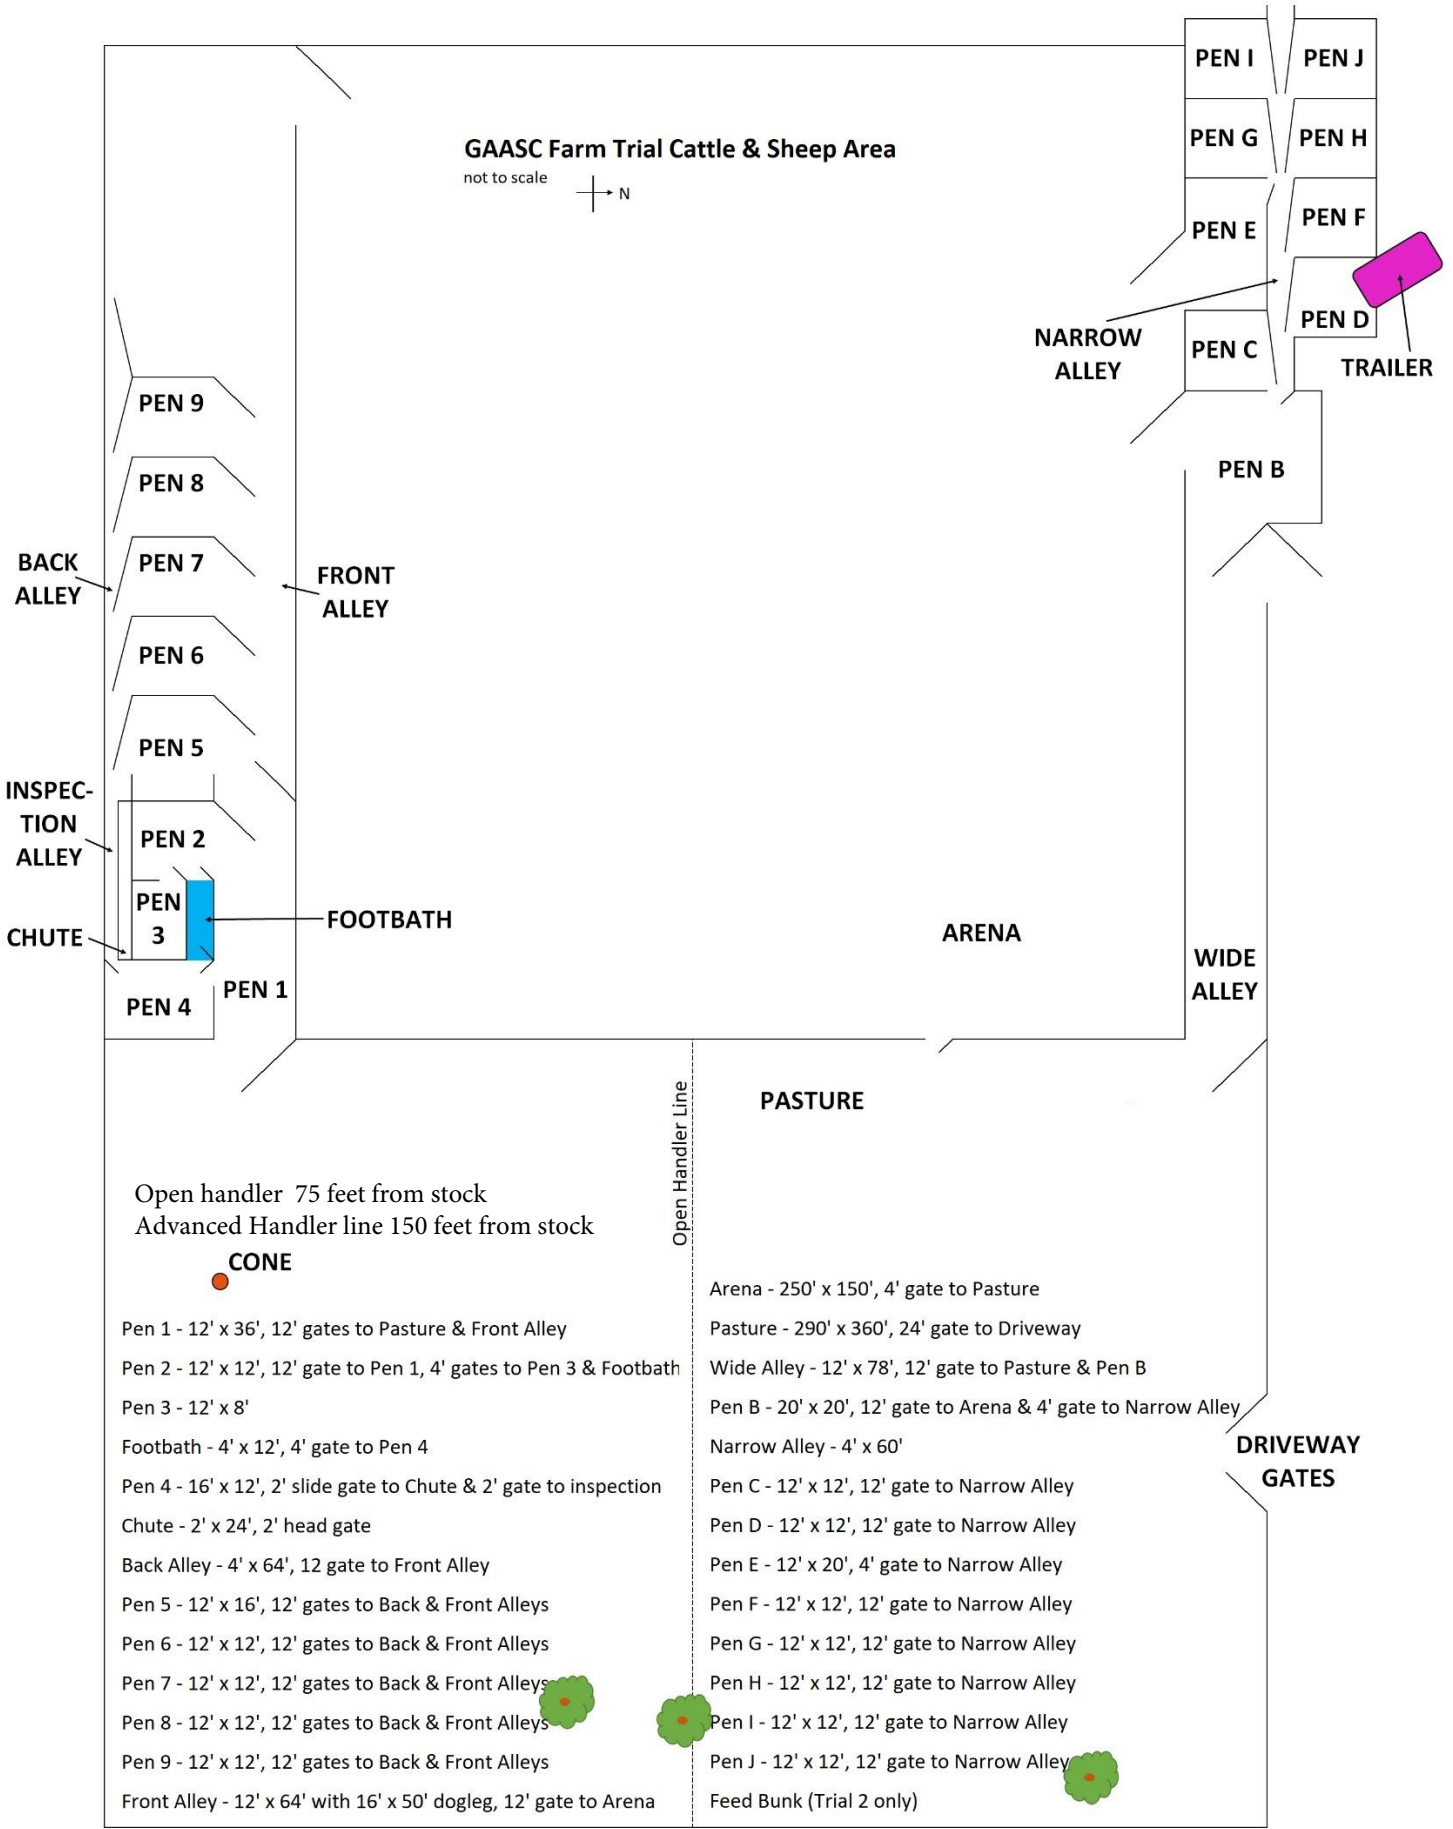 PEN I
PEN J
GAASC Farm Trial Cattle & Sheep Area
not to scale
N
PEN G
PEN H
PEN E
PEN F
PEN D
NARROW
ALLEY
PEN C
TRAILER
PEN B
PEN 9
PEN 8
BACK
ALLEY
PEN 7
FRONT
ALLEY
PEN 6
PEN 5
INSPEC-
TION
ALLEY
PEN 2
PEN
3
FOOTBATH
CHUTE
PEN 4
PEN 1
ARENA
WIDE
ALLEY
PASTURE
Open Handler Line
Open handler 75 feet from stock
Advanced Handler line 150 feet from stock
CONE
Pen 1 - 12' x 36', 12' gates to Pasture & Front Alley
Pen 2 - 12' x 12', 12' gate to Pen 1, 4' gates to Pen 3 & Footbath
Pen 3 - 12' x 8'
Footbath - 4' x 12', 4' gate to Pen 4
Pen 4 - 16' x 12', 2' slide gate to Chute & 2' gate to inspection
Chute - 2' x 24', 2' head gate
Back Alley - 4' x 64', 12 gate to Front Alley
Pen 5 - 12' x 16', 12' gates to Back & Front Alleys
Pen 6 - 12' x 12', 12' gates to Back & Front Alleys
Pen 7 - 12' x 12', 12' gates to Back & Front Alleys
Pen 8 - 12' x 12', 12' gates to Back & Front Alleys
Pen 9 - 12' x 12', 12' gates to Back & Front Alleys
Front Alley - 12' x 64' with 16' x 50' dogleg, 12' gate to Arena
Arena - 250' x 150', 4' gate to Pasture
Pasture - 290' x 360', 24' gate to Driveway
Wide Alley - 12' x 78', 12' gate to Pasture & Pen B
Pen B - 20' x 20', 12' gate to Arena & 4' gate to Narrow Alley
Narrow Alley - 4' x 60'
Pen C - 12' x 12', 12' gate to Narrow Alley
Pen D - 12' x 12', 12' gate to Narrow Alley
Pen E - 12' x 20', 4' gate to Narrow Alley
Pen F - 12' x 12', 12' gate to Narrow Alley
Pen G - 12' x 12', 12' gate to Narrow Alley
Pen H - 12' x 12', 12' gate to Narrow Alley
Pen I - 12' x 12', 12' gate to Narrow Alley
Pen J - 12' x 12', 12' gate to Narrow Alley
Feed Bunk (Trial 2 only)
DRIVEWAY
GATES